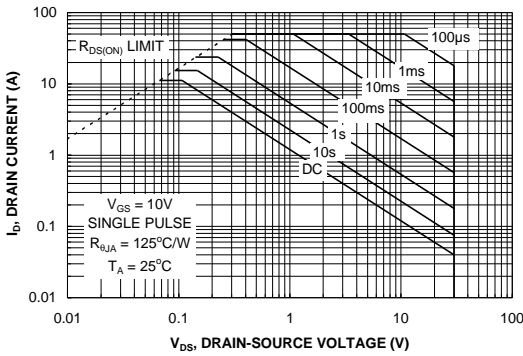 100
10
1
0.1
0.01
I_D, DRAIN CURRENT (A)
R_DS(ON) LIMIT
100µs
1ms
10ms
100ms
1s
10s
DC
V_GS = 10V
SINGLE PULSE
R_θJA = 125°C/W
T_A = 25°C
0.01
0.1
1
10
100
V_DS, DRAIN-SOURCE VOLTAGE (V)